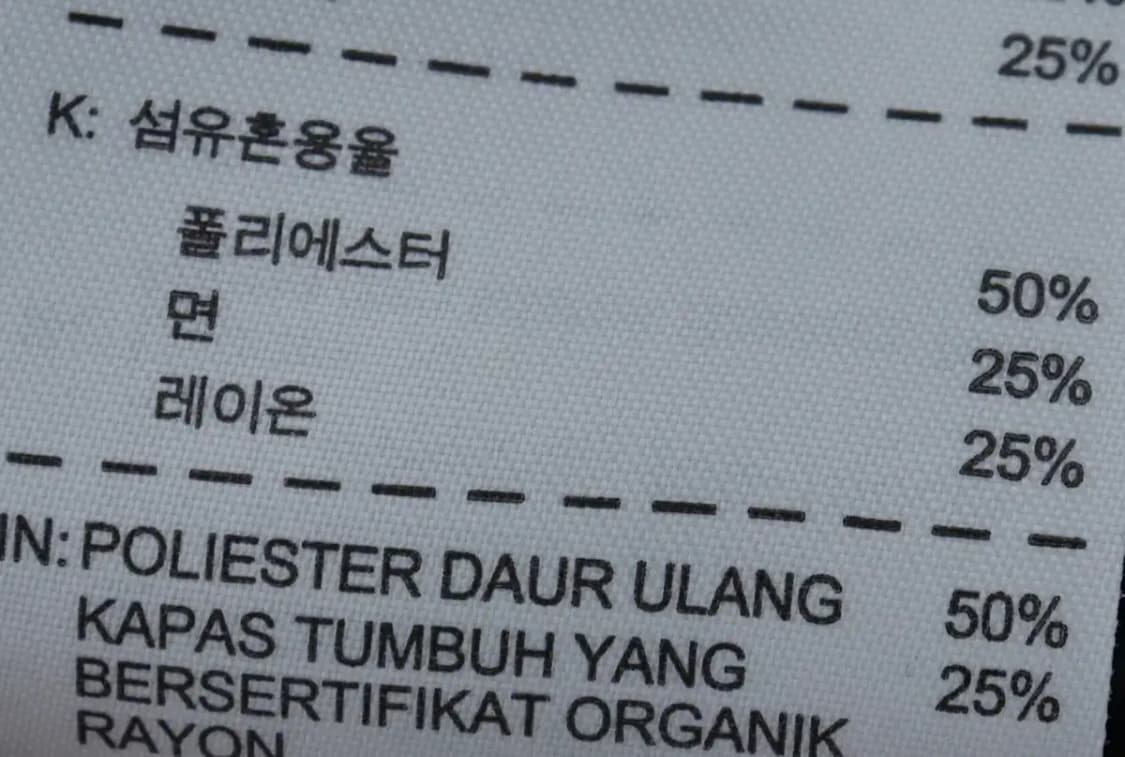 25%
K: 섬유혼용율
폴리에스터 50%
면 25%
레이온 25%
IN: POLIESTER DAUR ULANG 50%
KAPAS TUMBUH YANG 25%
BERSERTIFIKAT ORGANIK
RAYON